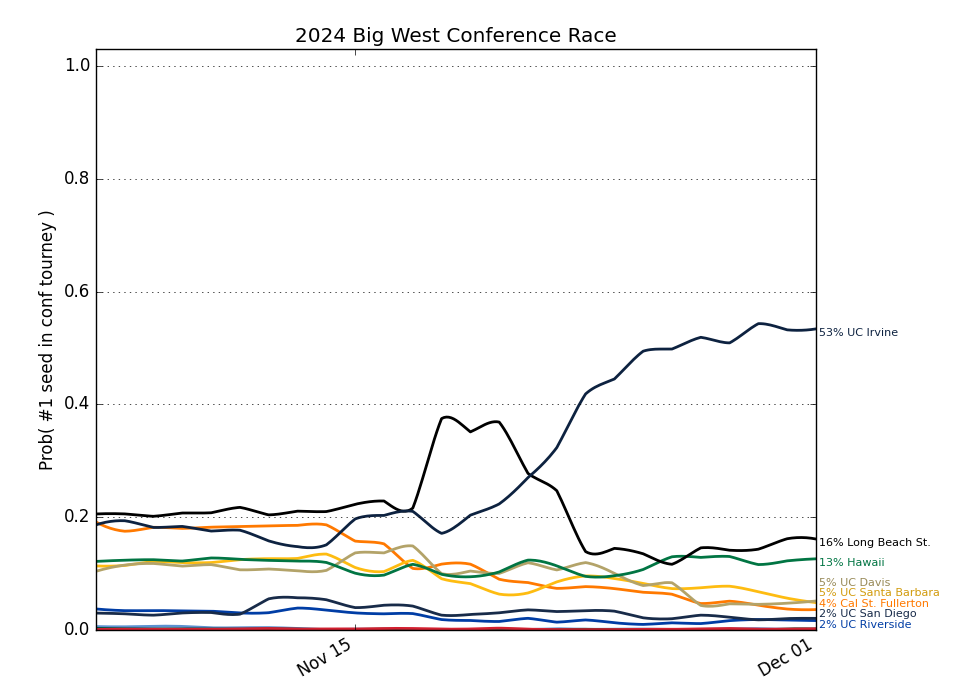 2024 Big West Conference Race
1.0
0.8
0.6
0.4
0.2
0.0
Prob( #1 seed in conf tourney )
Nov 15
Dec 01
53% UC Irvine
16% Long Beach St.
13% Hawaii
5% UC Davis
5% UC Santa Barbara
4% Cal St. Fullerton
2% UC San Diego
2% UC Riverside